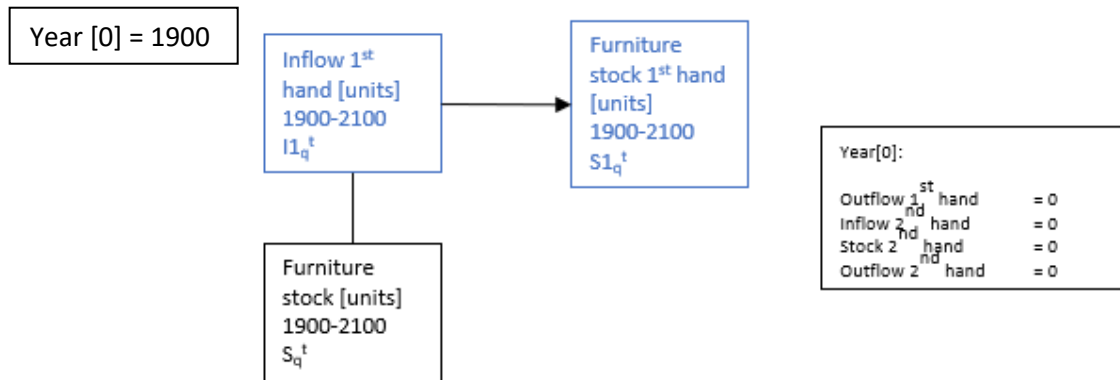 Year [0] = 1900
Inflow 1st
hand [units]
1900-2100
I1qt
Furniture
stock 1st hand
[units]
1900-2100
S1qt
Year[0]:
Outflow 1st hand = 0
Inflow 2nd hand = 0
Stock 2nd hand = 0
Outflow 2nd hand = 0
Furniture
stock [units]
1900-2100
Sqt